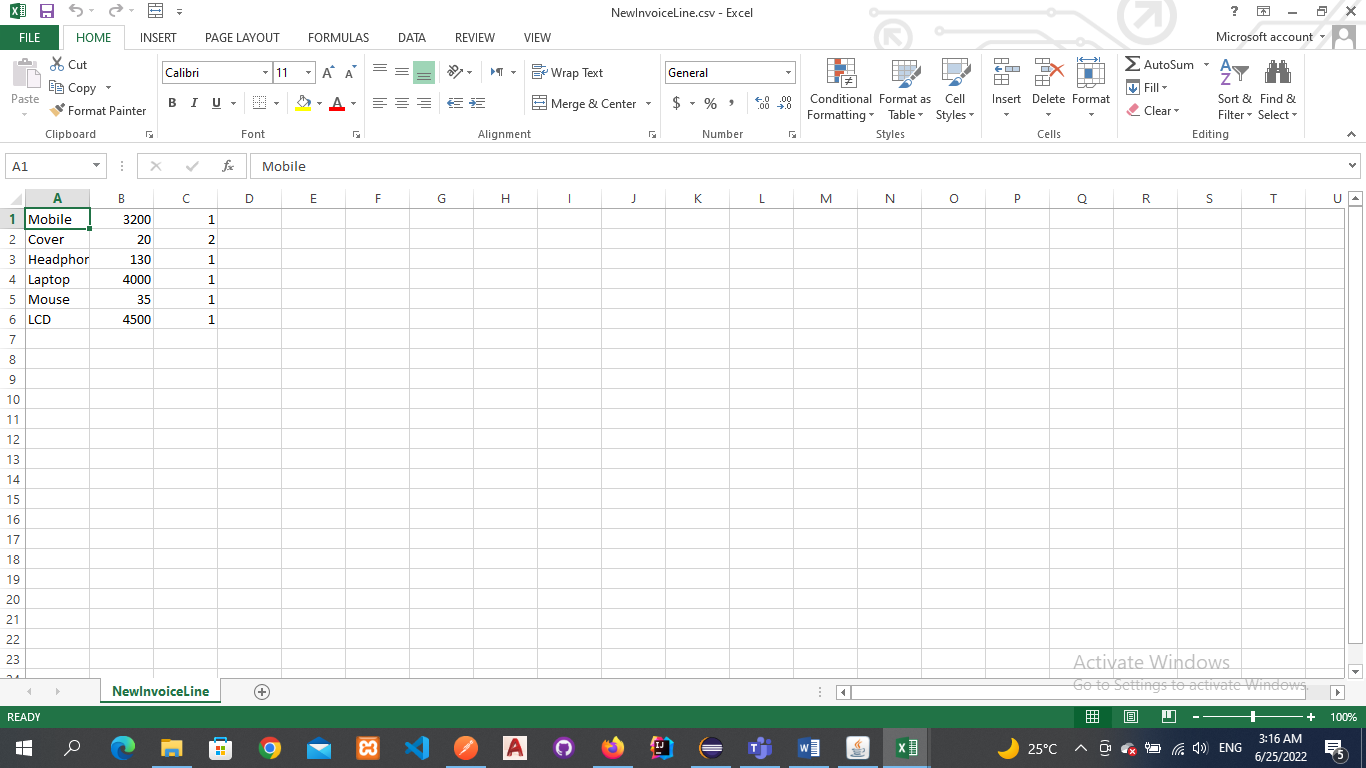 NewInvoiceLine.csv - Excel
?
FILE HOME INSERT PAGE LAYOUT FORMULAS DATA REVIEW VIEW Microsoft account
Paste
Cut
Copy
Format Painter
Clipboard
Calibri 11 A A
B I U A
Font
Wrap Text
Merge & Center
Alignment
General
$ % ,
Number
Conditional Formatting
Format as Table
Cell Styles
Styles
Insert Delete Format
Cells
AutoSum
Fill
Clear
Sort & Filter
Find & Select
Editing
A1 fx Mobile
A B C D E F G H I J K L M N O P Q R S T U
1 Mobile 3200 1
2 Cover 20 2
3 Headphor 130 1
4 Laptop 4000 1
5 Mouse 35 1
6 LCD 4500 1
7
8
9
10
11
12
13
14
15
16
17
18
19
20
21
22
23
Activate Windows
Go to Settings to activate Windows.
NewInvoiceLine
READY 100%
25°C ENG 3:16 AM
6/25/2022 5